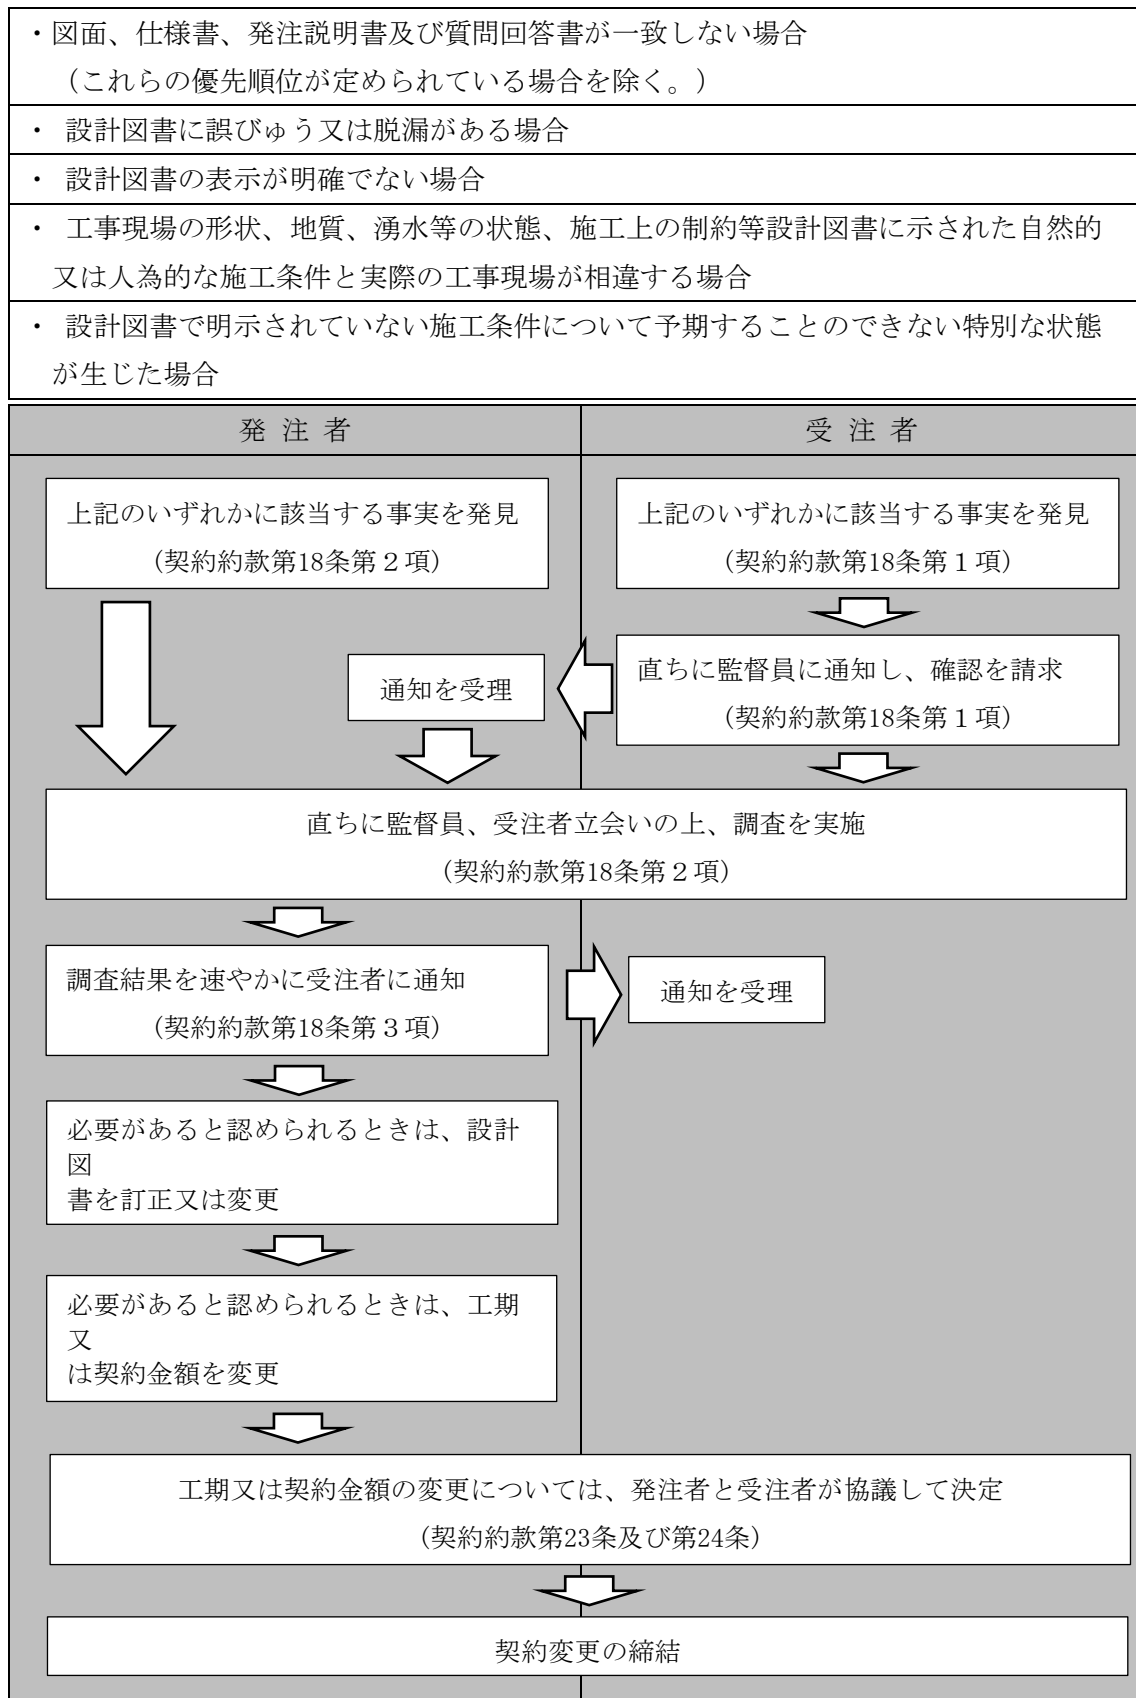 ・図面、仕様書、発注説明書及び質問回答書が一致しない場合
（これらの優先順位が定められている場合を除く。）
・ 設計図書に誤びゅう又は脱漏がある場合
・ 設計図書の表示が明確でない場合
・ 工事現場の形状、地質、湧水等の状態、施工上の制約等設計図書に示された自然的
又は人為的な施工条件と実際の工事現場が相違する場合
・ 設計図書で明示されていない施工条件について予期することのできない特別な状態
が生じた場合
発 注 者
受 注 者
上記のいずれかに該当する事実を発見
（契約約款第18条第２項）
上記のいずれかに該当する事実を発見
（契約約款第18条第１項）
通知を受理
直ちに監督員に通知し、確認を請求
（契約約款第18条第１項）
直ちに監督員、受注者立会いの上、調査を実施
（契約約款第18条第２項）
調査結果を速やかに受注者に通知
（契約約款第18条第３項）
通知を受理
必要があると認められるときは、設計
図
書を訂正又は変更
必要があると認められるときは、工期
又
は契約金額を変更
工期又は契約金額の変更については、発注者と受注者が協議して決定
（契約約款第23条及び第24条）
契約変更の締結